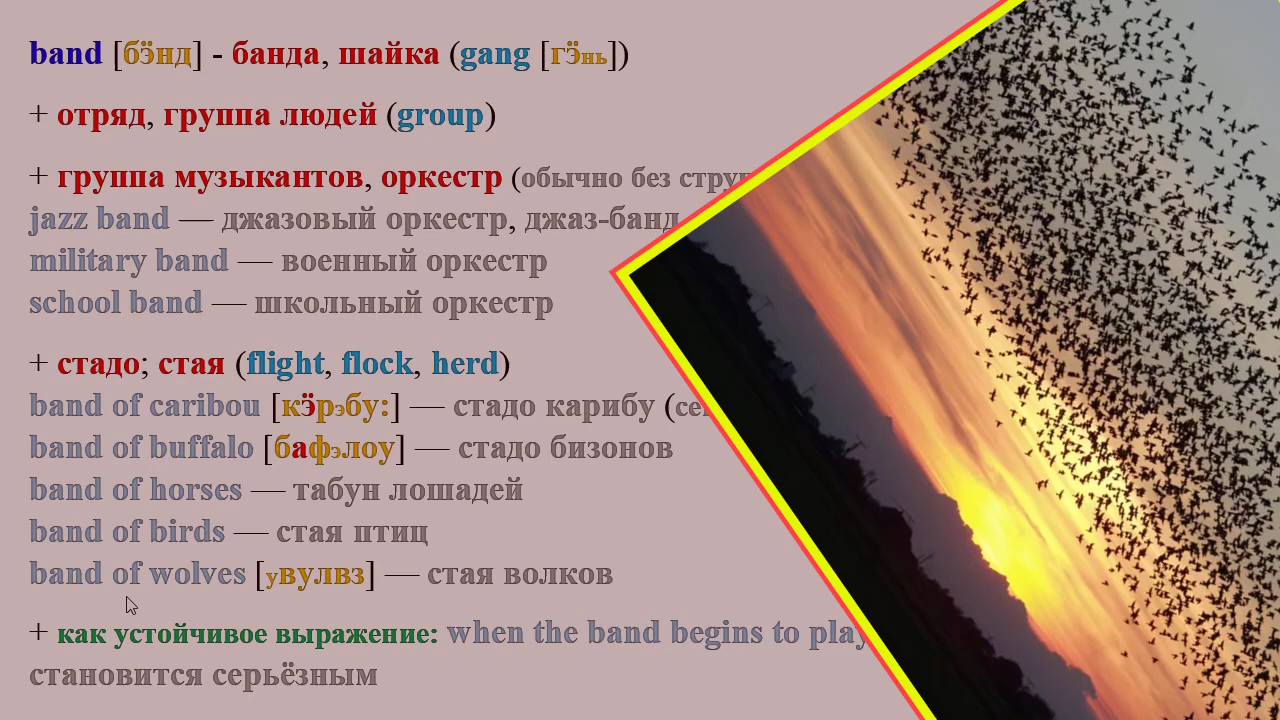 band [бӭнд] - банда, шайка (gang [гӭнь])
+ отряд, группа людей (group)
+ группа музыкантов, оркестр (обычно без
jazz band — джазовый оркестр, джаз-банд
military band — военный оркестр
school band — школьный оркестр
+ стадо; стая (flight, flock, herd)
band of caribou [кӭрэбу:] — стадо карибу (
band of buffalo [бафэлоу] — стадо бизонов
band of horses — табун лошадей
band of birds — стая птиц
band of wolves [увулвз] — стая волков
+ как устойчивое выражение: when the band begins to play
становится серьёзным